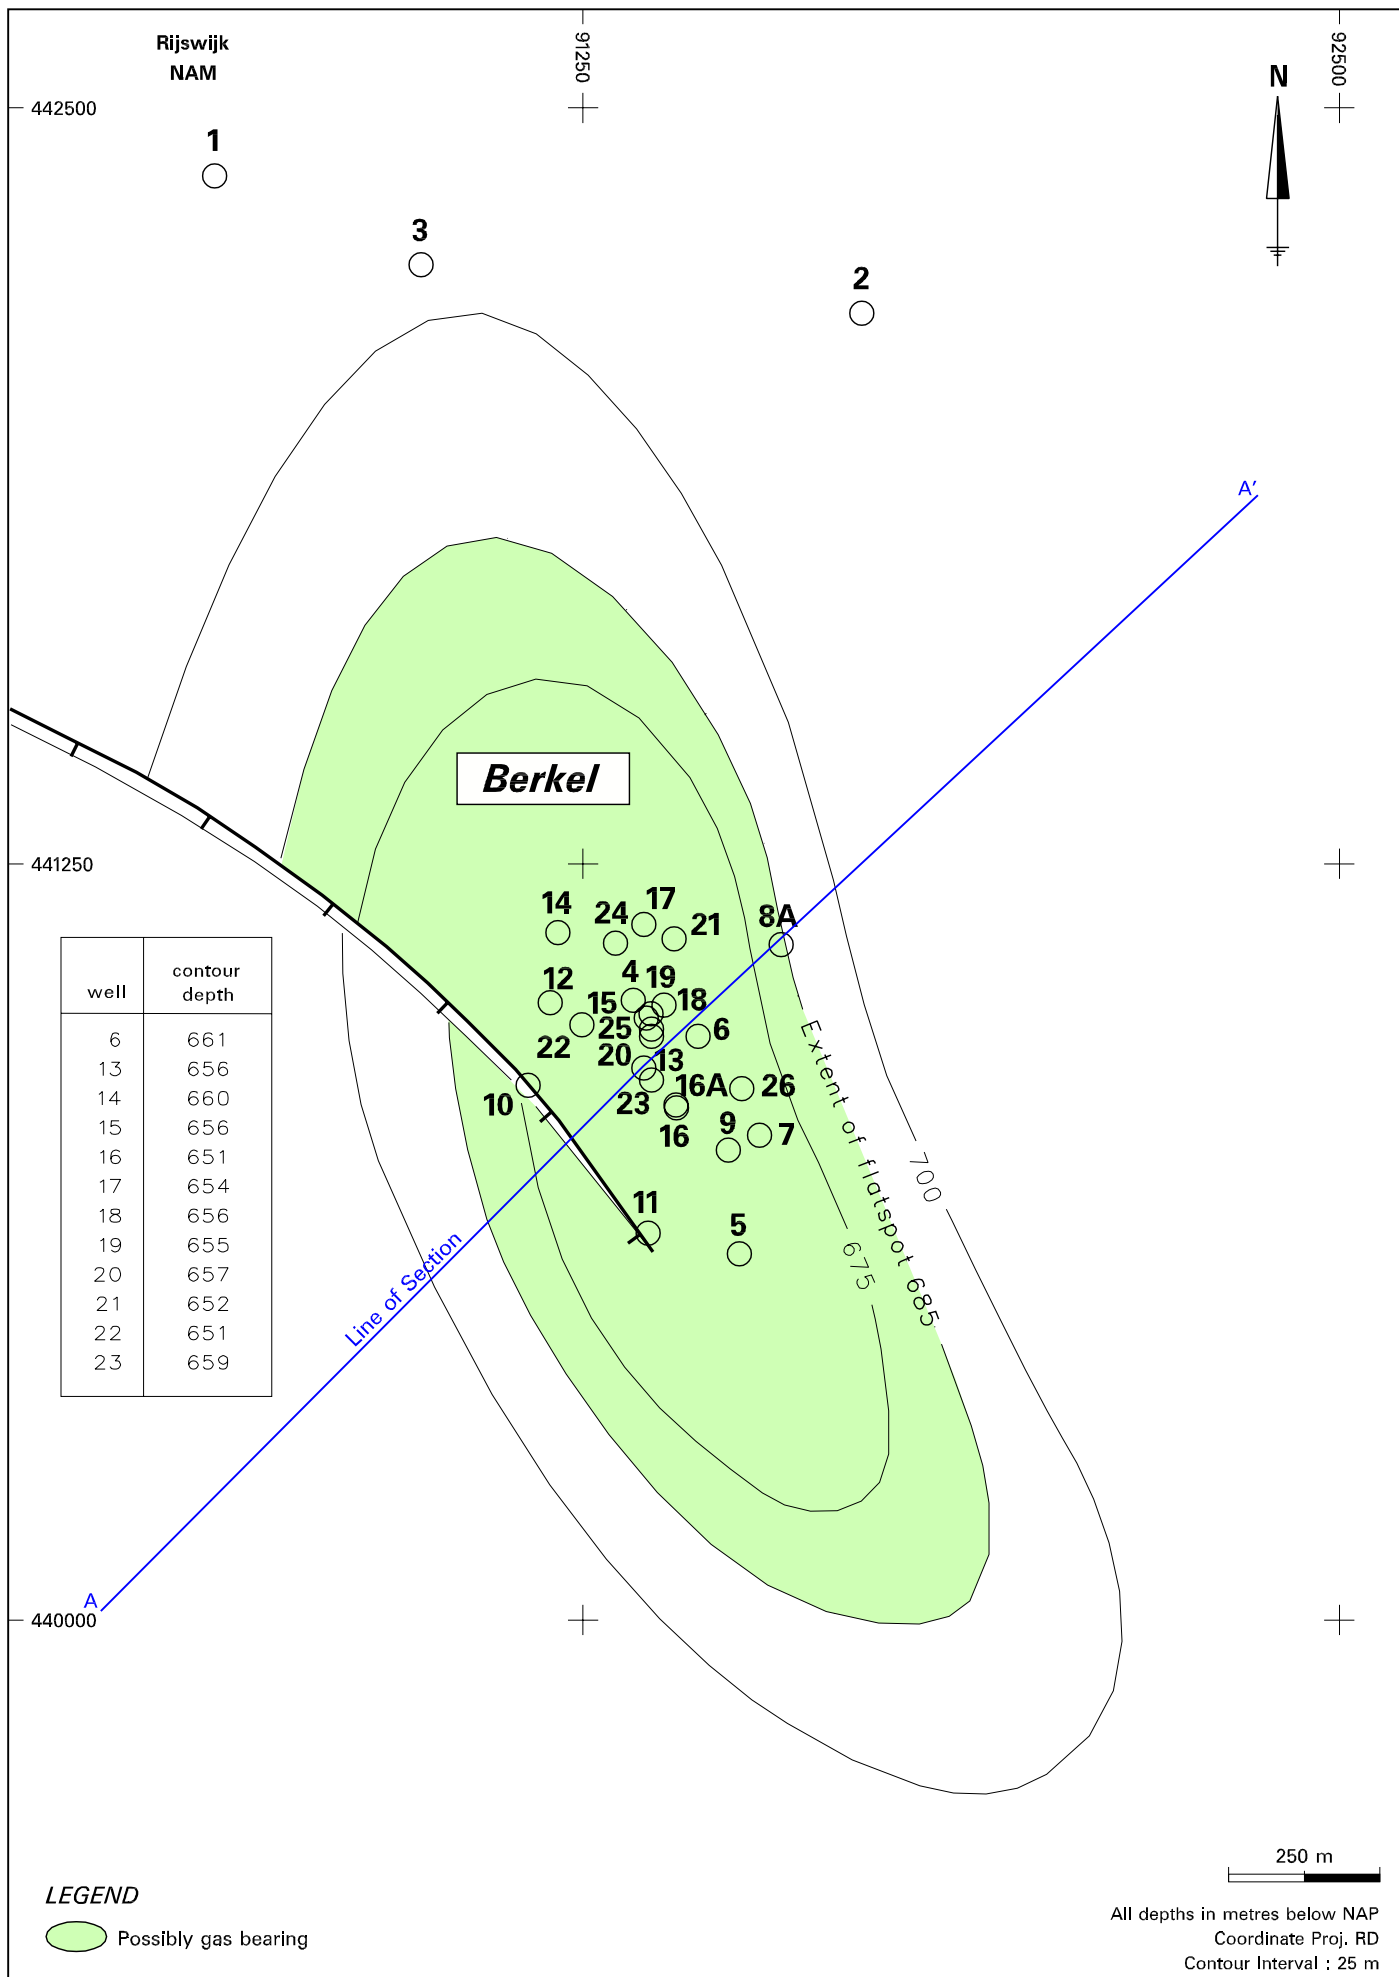 Rijswijk
NAM
91250
92500
N
442500
1
3
2
A'
Berkel
441250
14
24
17
21
8A
12
4
19
15
18
22
25
6
20
13
10
23
16A
26
16
9
7
11
5
Extent of flatspot 685
700
675
Line of Section
A
440000
well contour depth
6 661
13 656
14 660
15 656
16 651
17 654
18 656
19 655
20 657
21 652
22 651
23 659
250 m
LEGEND
Possibly gas bearing
All depths in metres below NAP
Coordinate Proj. RD
Contour Interval : 25 m